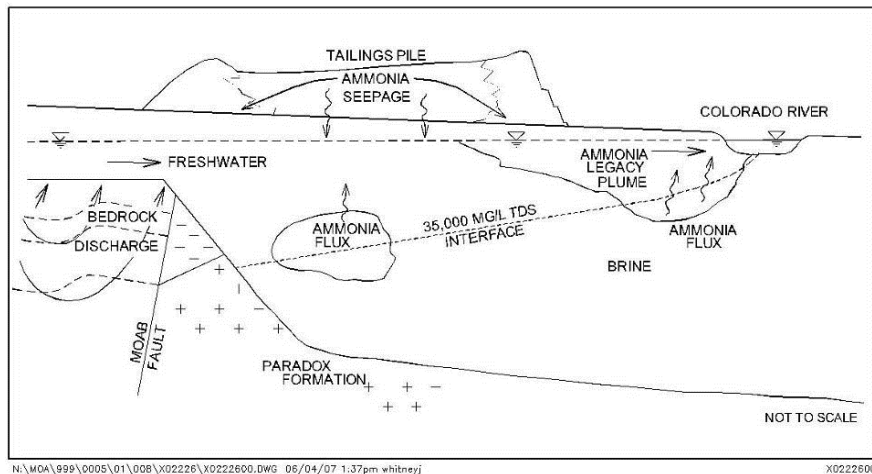 TAILINGS PILE
AMMONIA
SEEPAGE
COLORADO RIVER
FRESHWATER
AMMONIA
LEGACY
PLUME
BEDROCK
DISCHARGE
AMMONIA
FLUX
35,000 MG/L TDS
INTERFACE
AMMONIA
FLUX
BRINE
MOAB
FAULT
PARADOX
FORMATION
NOT TO SCALE
N:\MOA\999\0005\01\008\X02226\X0222600.DWG 06/04/07 1:37pm whitneyj
X0222600